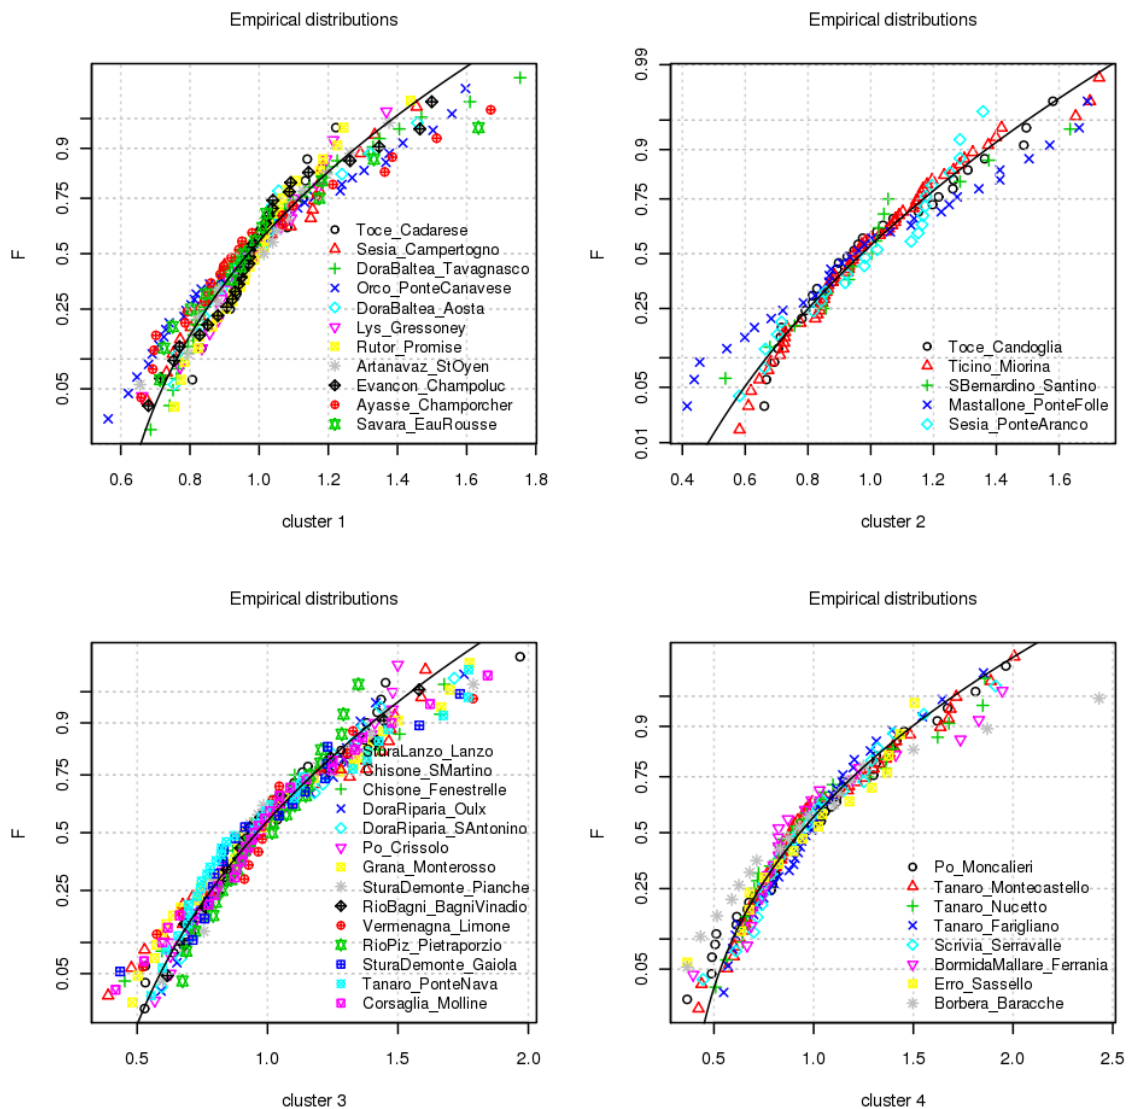 Empirical distributions
F
0.05
0.25
0.5
0.75
0.9
Toce_Cadarese
Sesia_Campertogno
DoraBaltea_Tavagnasco
Orco_PonteCanavese
DoraBaltea_Aosta
Lys_Gressoney
Rutor_Promise
Artanavaz_StOyen
Evancon_Champoluc
Ayasse_Champorcher
Savara_EauRousse
0.6 0.8 1.0 1.2 1.4 1.6 1.8
cluster 1
Empirical distributions
F
0.01
0.05
0.25
0.5
0.75
0.9
0.99
Toce_Candoglia
Ticino_Miorina
SBernardino_Santino
Mastallone_PonteFolle
Sesia_PonteAranco
0.4 0.6 0.8 1.0 1.2 1.4 1.6
cluster 2
Empirical distributions
F
0.05
0.25
0.5
0.75
0.9
SturaLanzo_Lanzo
Chisone_SMartino
Chisone_Fenestrelle
DoraRiparia_Oulx
DoraRiparia_SAntonino
Po_Crissolo
Grana_Monterosso
SturaDemonte_Pianche
RioBagni_BagniVinadio
Vermenagna_Limone
RioPiz_Pietraporzio
SturaDemonte_Gaiola
Tanaro_PonteNava
Corsaglia_Molline
0.5 1.0 1.5 2.0
cluster 3
Empirical distributions
F
0.05
0.25
0.5
0.75
0.9
Po_Moncalieri
Tanaro_Montecastello
Tanaro_Nucetto
Tanaro_Farigliano
Scrivia_Serravalle
BormidaMallare_Ferrania
Erro_Sassello
Borbera_Baracche
0.5 1.0 1.5 2.0 2.5
cluster 4